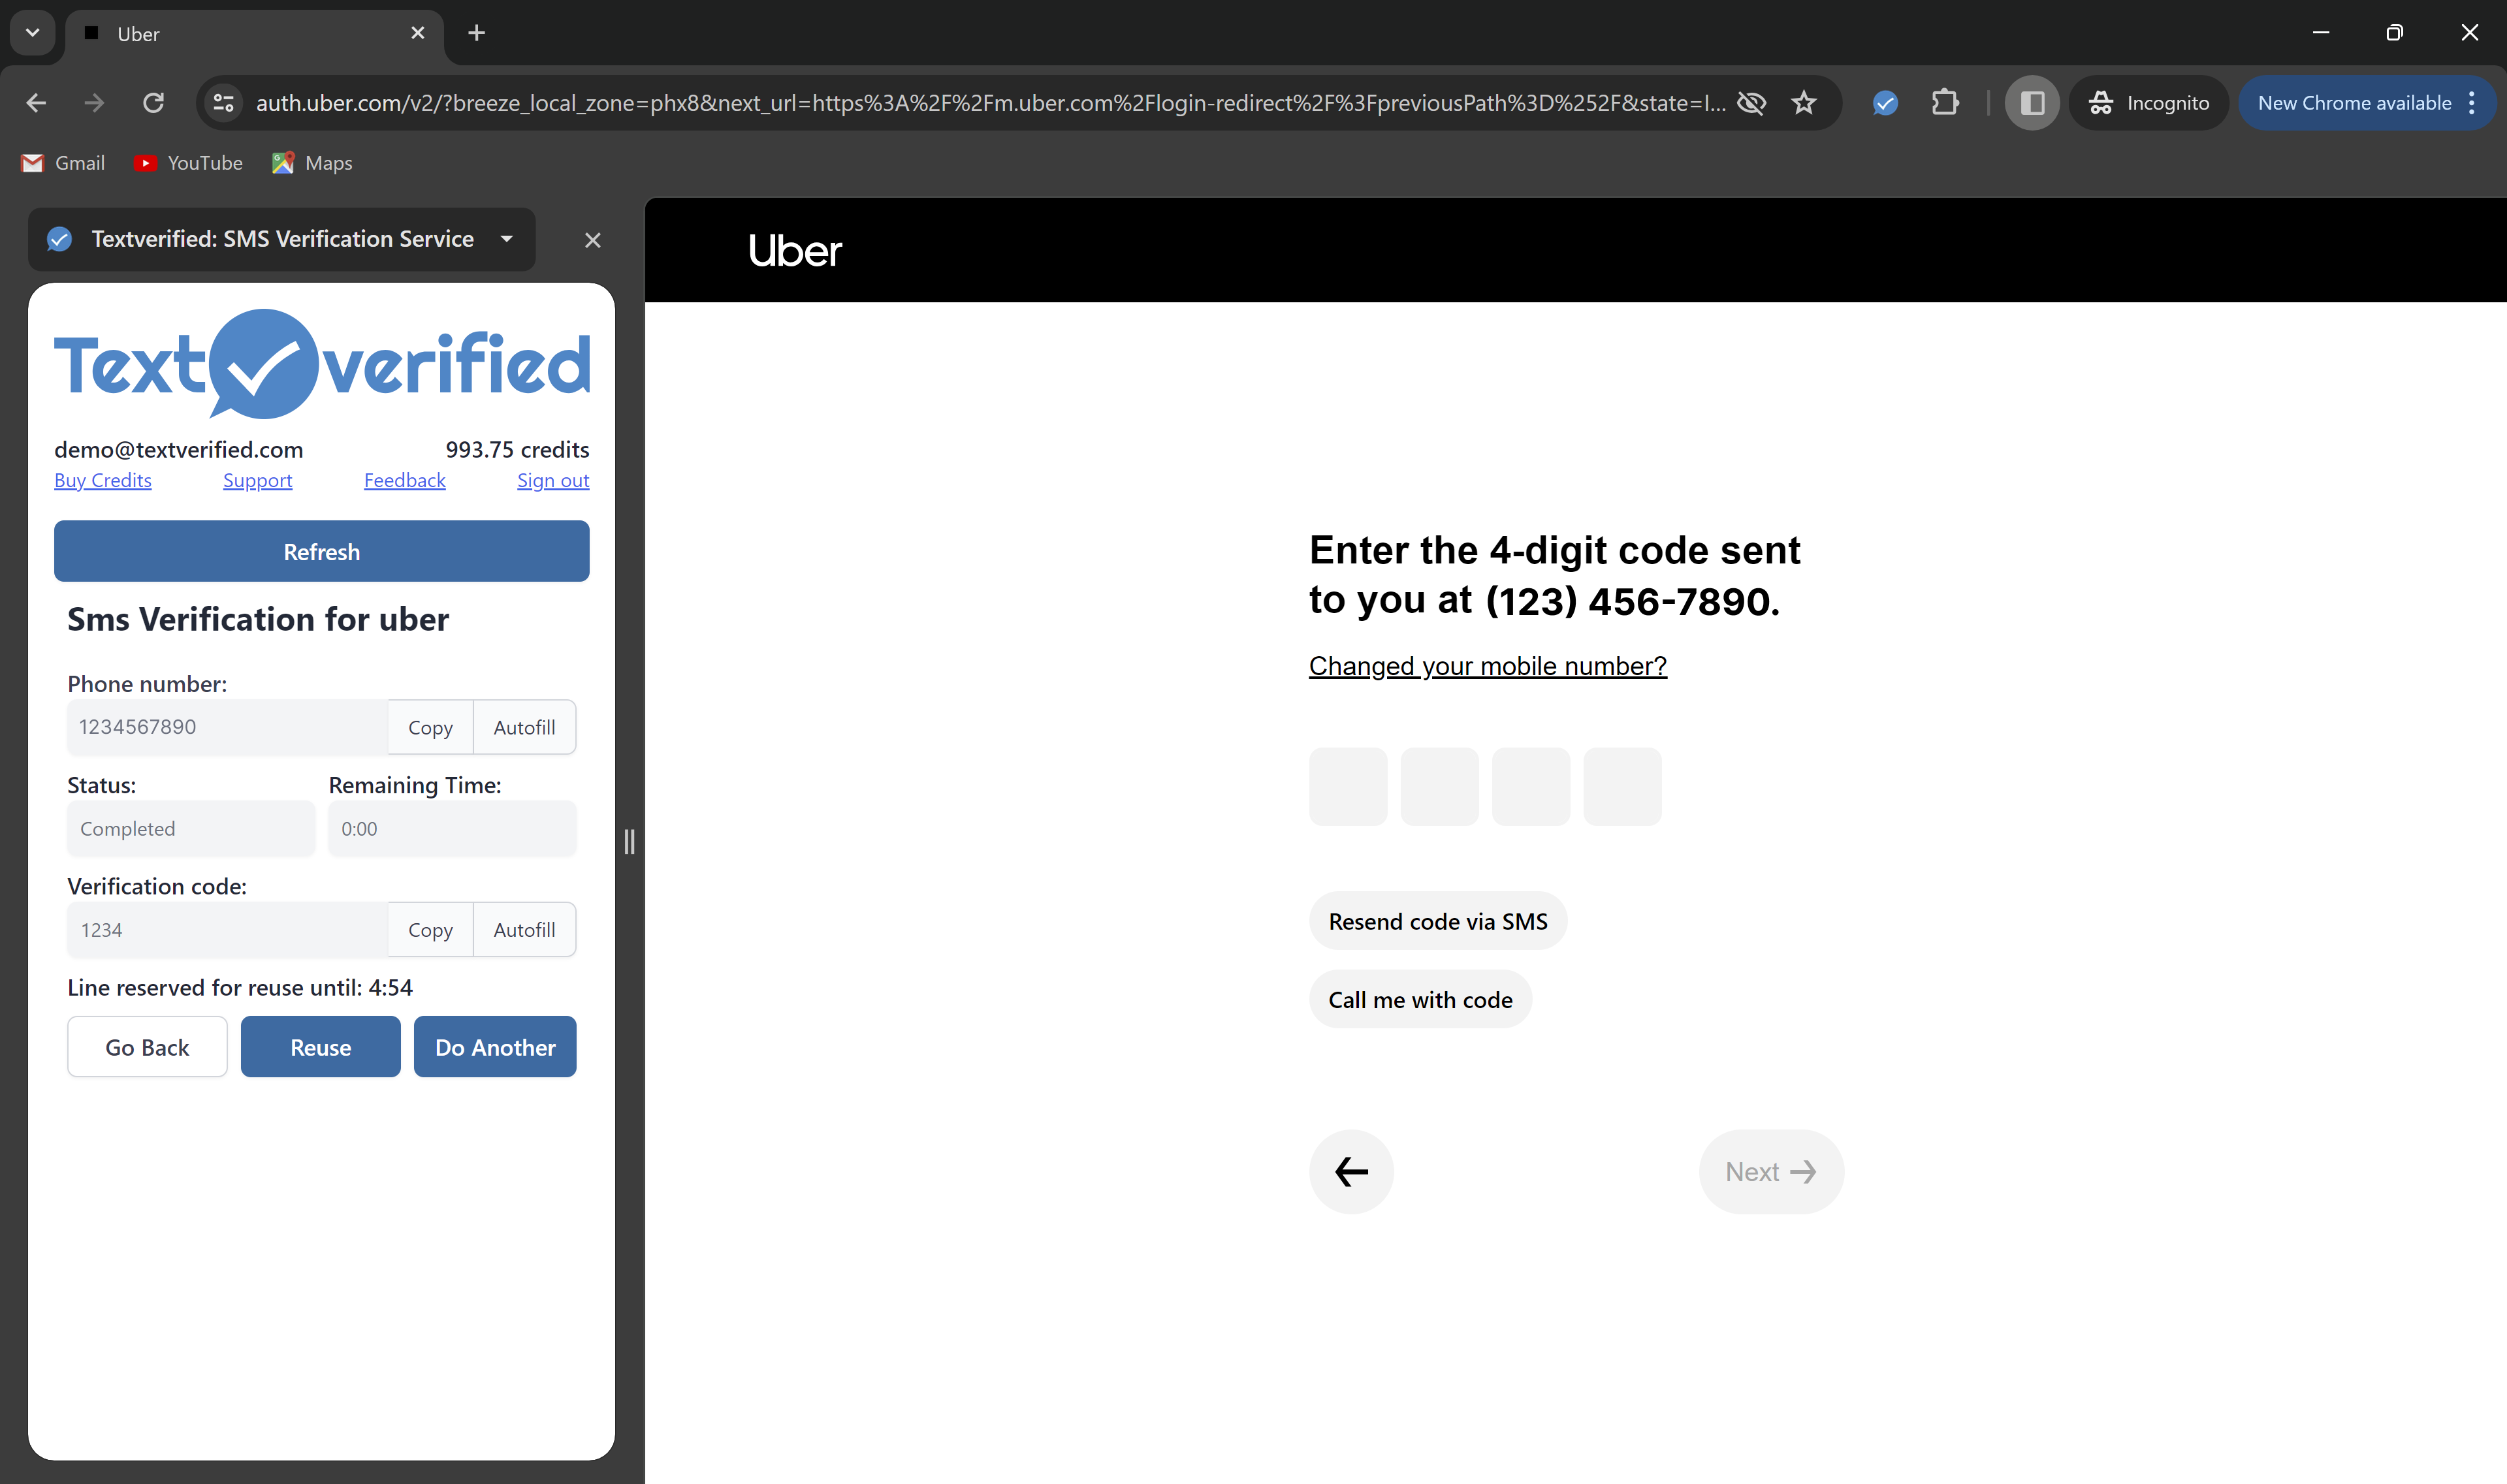 Uber
auth.uber.com/v2/?breeze_local_zone=phx8&next_url=https%3A%2F%2Fm.uber.com%2Flogin-redirect%2F%3FpreviousPath%3D%252F&state=l...
Incognito
New Chrome available
Gmail
YouTube
Maps
Textverified: SMS Verification Service
Text verified
demo@textverified.com
993.75 credits
Buy Credits
Support
Feedback
Sign out
Refresh
Sms Verification for uber
Phone number:
1234567890
Copy
Autofill
Status:
Remaining Time:
Completed
0:00
Verification code:
1234
Copy
Autofill
Line reserved for reuse until: 4:54
Go Back
Reuse
Do Another
Uber
Enter the 4-digit code sent
to you at (123) 456-7890.
Changed your mobile number?
Resend code via SMS
Call me with code
Next